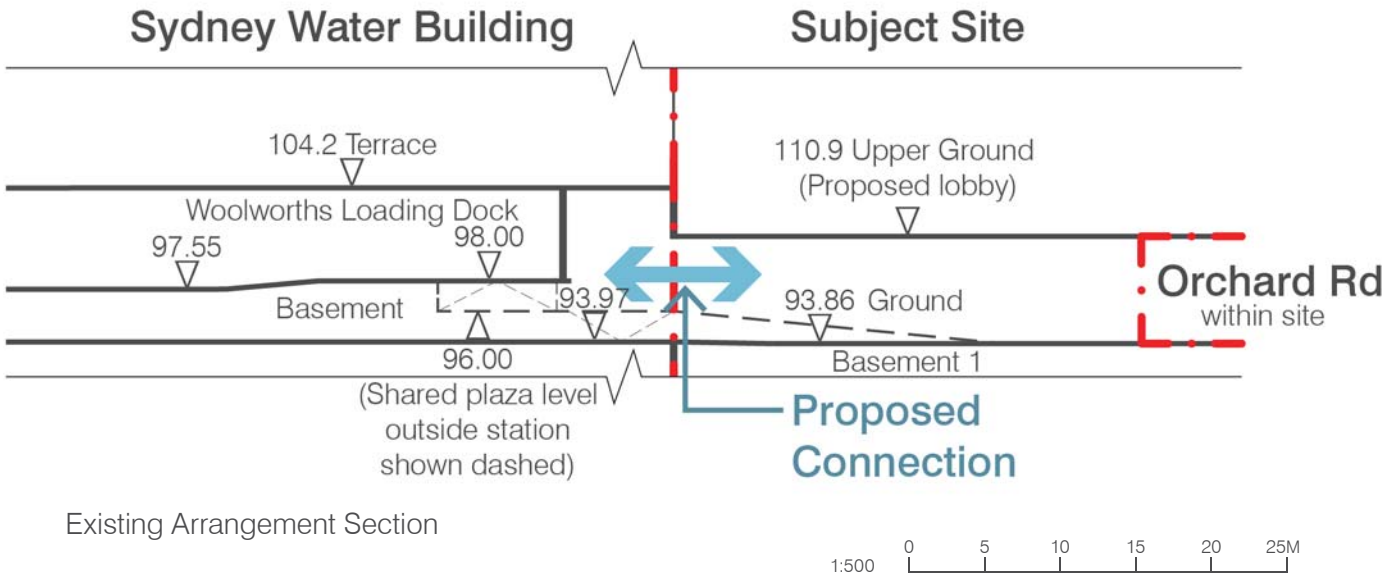 Sydney Water Building
Subject Site
104.2 Terrace
110.9 Upper Ground
(Proposed lobby)
Woolworths Loading Dock
97.55
98.00
Orchard Rd
within site
Basement
93.97
93.86 Ground
96.00
Basement 1
(Shared plaza level
outside station
shown dashed)
Proposed
Connection
Existing Arrangement Section
1:500
0 5 10 15 20 25M